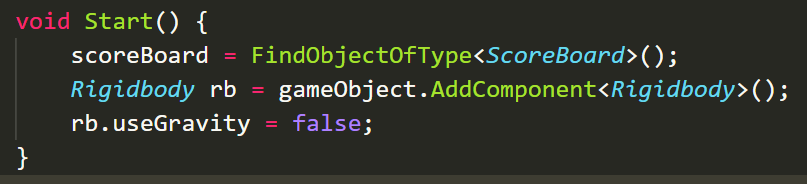 void Start() {
    scoreBoard = FindObjectOfType<ScoreBoard>();
    Rigidbody rb = gameObject.AddComponent<Rigidbody>();
    rb.useGravity = false;
}